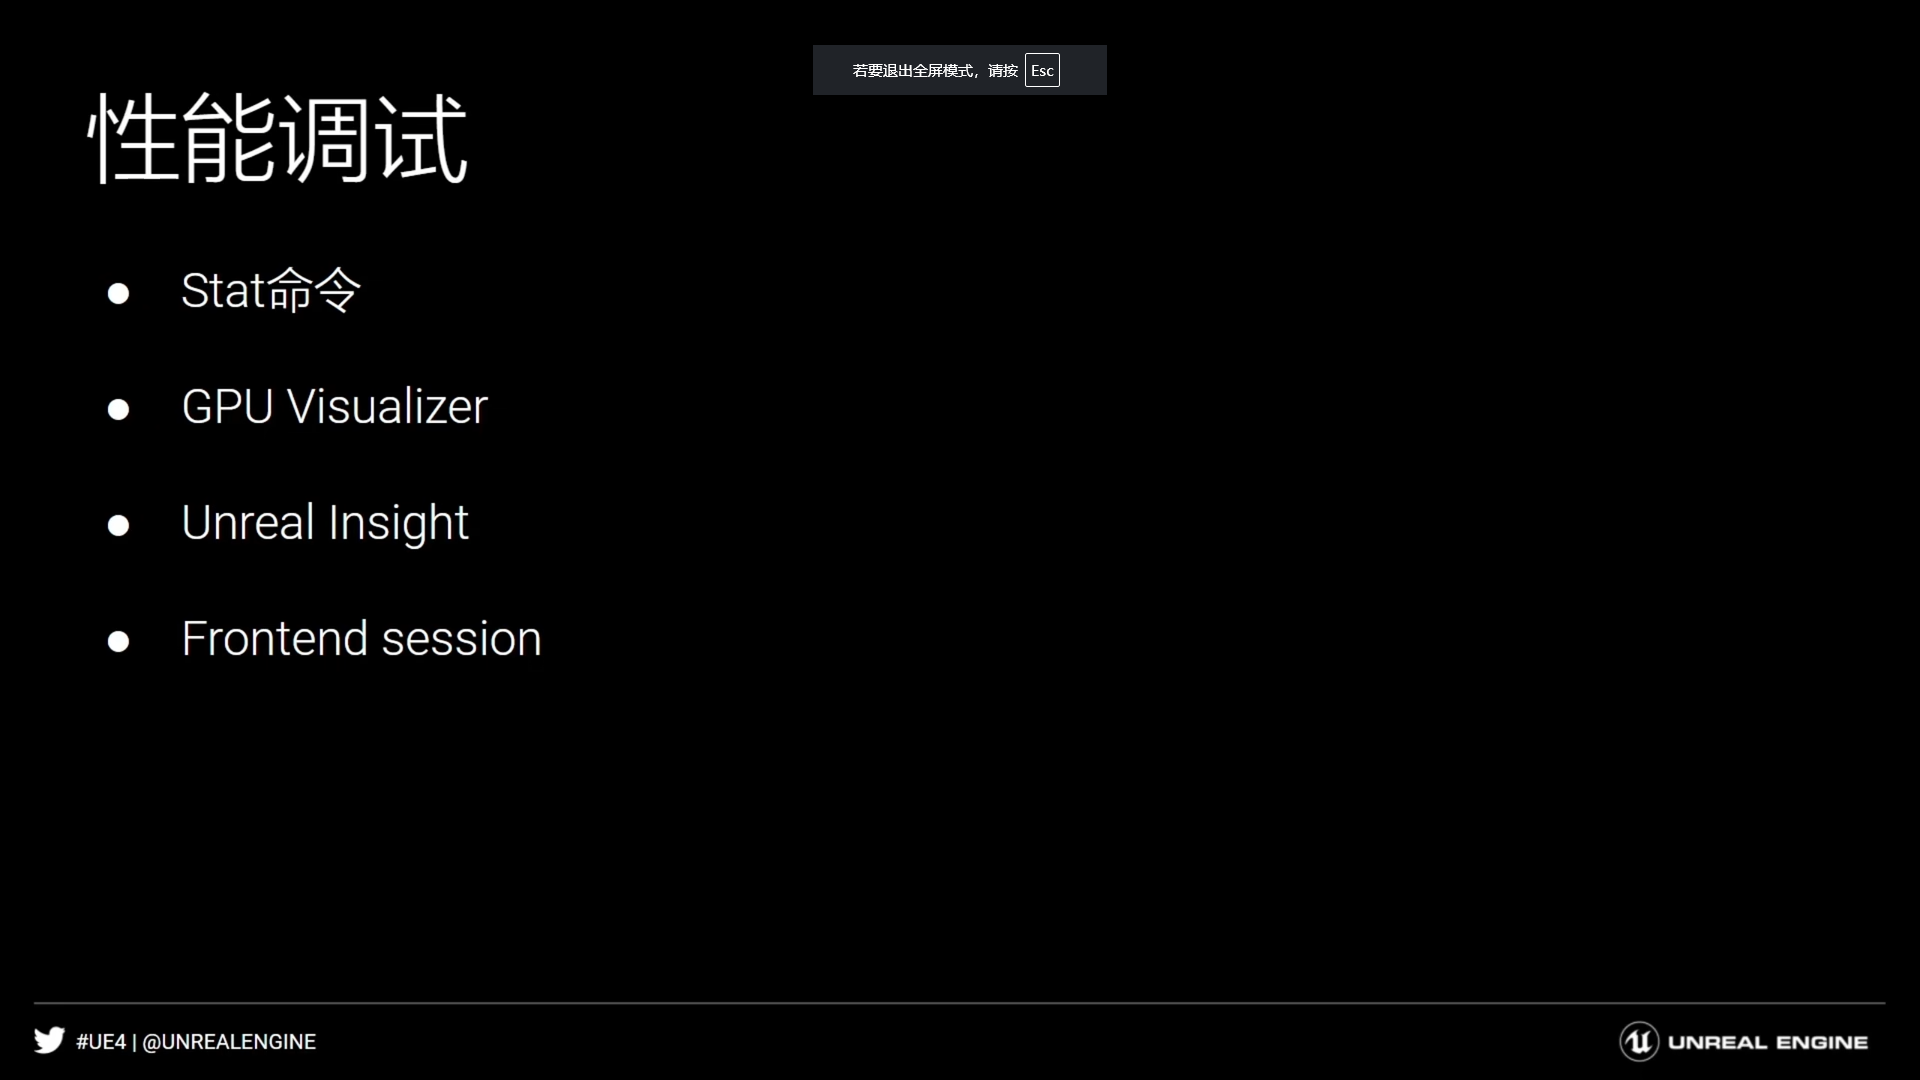 若要退出全屏模式，请按 Esc
性能调试
● Stat命令
● GPU Visualizer
● Unreal Insight
● Frontend session
#UE4 | @UNREALENGINE
UNREAL ENGINE